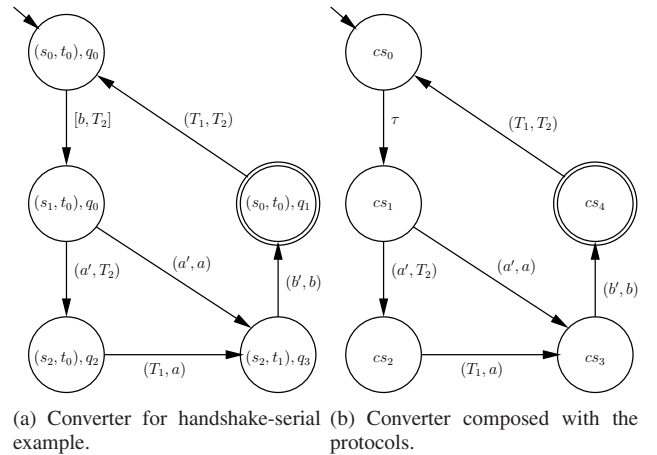 (s₀, t₀), q₀
cs₀
[b, T₂]
(T₁, T₂)
τ
(T₁, T₂)
(s₁, t₀), q₀
(s₀, t₀), q₁
cs₁
cs₄
(a′, T₂)
(a′, a)
(b′, b)
(a′, T₂)
(a′, a)
(b′, b)
(s₂, t₀), q₂
(s₂, t₁), q₃
cs₂
cs₃
(T₁, a)
(T₁, a)
(a) Converter for handshake-serial
example.
(b) Converter composed with the
protocols.